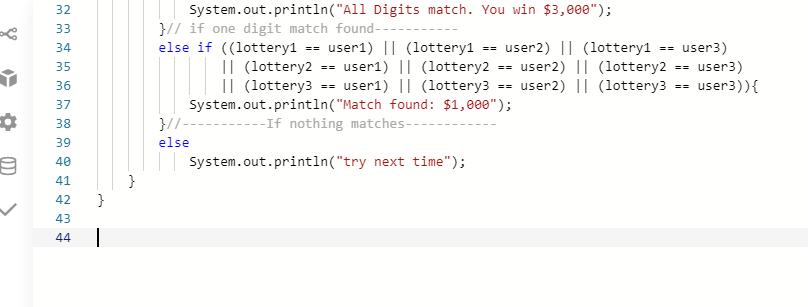 32 System.out.println("All Digits match. You win $3,000");
33 }// if one digit match found-----------
34 else if ((lottery1 == user1) || (lottery1 == user2) || (lottery1 == user3)
35 || (lottery2 == user1) || (lottery2 == user2) || (lottery2 == user3)
36 || (lottery3 == user1) || (lottery3 == user2) || (lottery3 == user3)){
37 System.out.println("Match found: $1,000");
38 }//-----------If nothing matches------------
39 else
40 System.out.println("try next time");
41 }
42 }
43
44